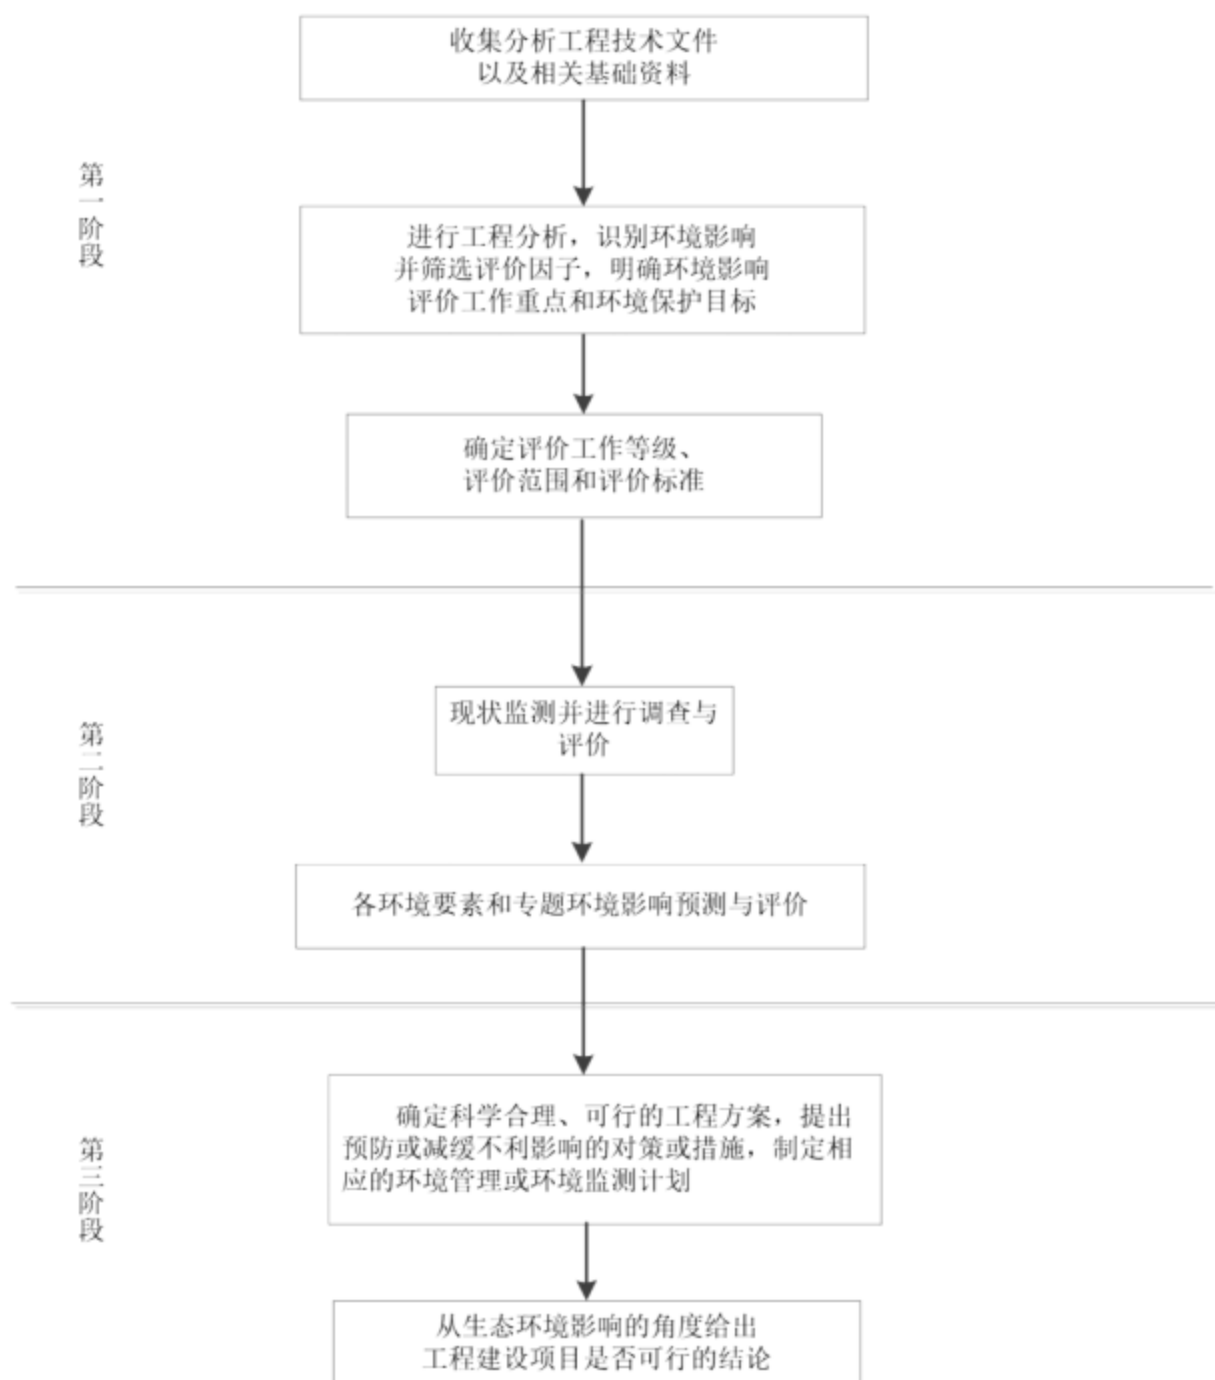 收集分析工程技术文件
以及相关基础资料
第一阶段
进行工程分析，识别环境影响
并筛选评价因子，明确环境影响
评价工作重点和环境保护目标
确定评价工作等级、
评价范围和评价标准
第二阶段
现状监测并进行调查与
评价
各环境要素和专题环境影响预测与评价
第三阶段
确定科学合理、可行的工程方案，提出
预防或减缓不利影响的对策或措施，制定相
应的环境管理或环境监测计划
从生态环境影响的角度给出
工程建设项目是否可行的结论